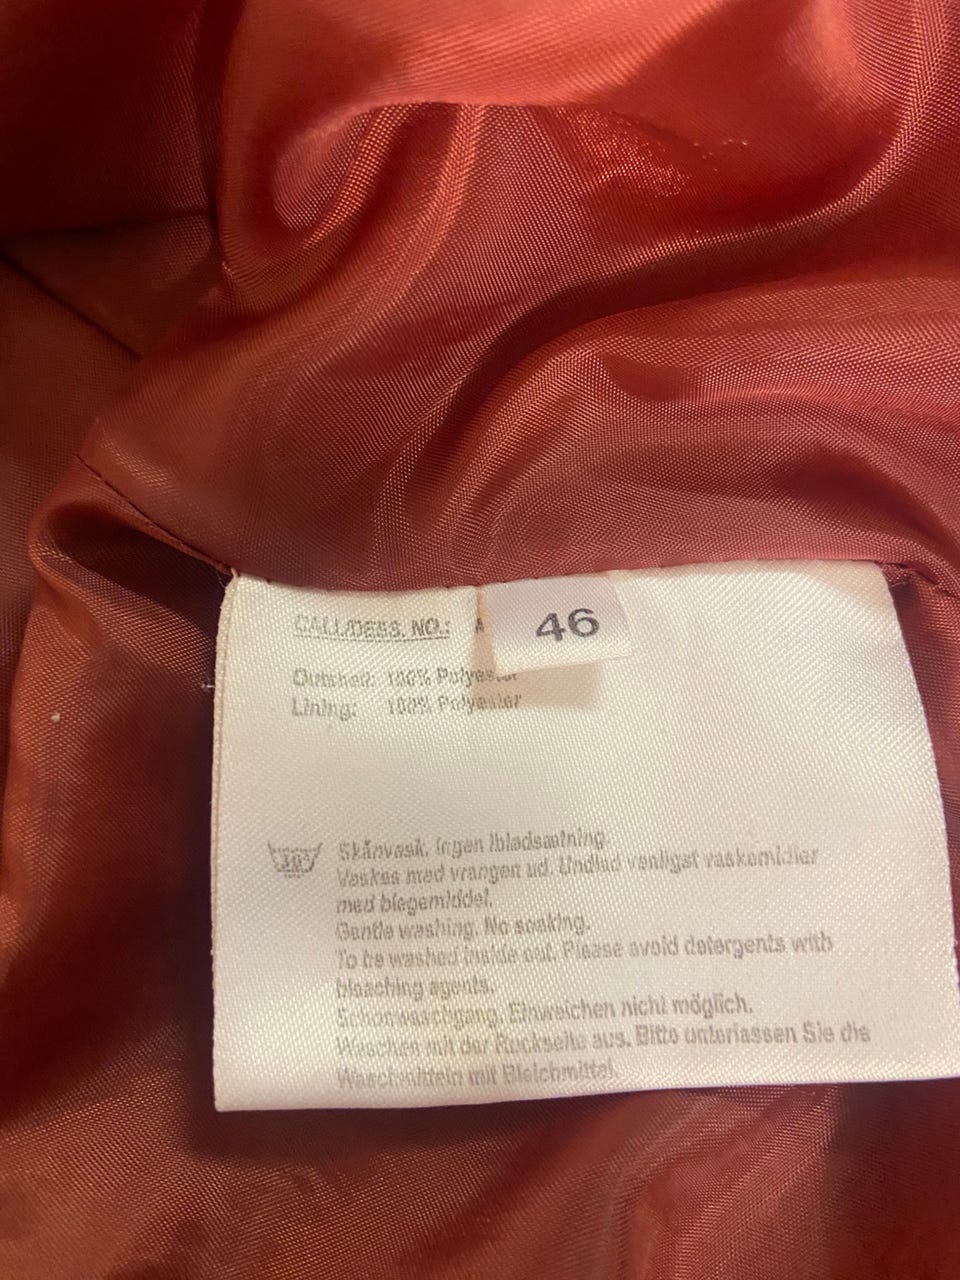 CALL/DESS. NO.: A
46
Outshell: 100% Polyester
Lining: 100% Polyester
30°
Skånvask. Ingen iblødsætning.
Vaskes med vrangen ud. Undlad venligst vaskemidler
med blegemiddel.
Gentle washing. No soaking.
To be washed inside out. Please avoid detergents with
bleaching agents.
Schonwaschgang. Einweichen nicht möglich.
Waschen mit der Rückseite aus. Bitte unterlassen Sie die
Waschmitteln mit Bleichmittel.